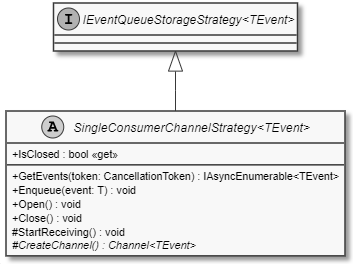 I IEventQueueStorageStrategy<TEvent>
A SingleConsumerChannelStrategy<TEvent>
+IsClosed : bool «get»
+GetEvents(token: CancellationToken) : IAsyncEnumerable<TEvent>
+Enqueue(event: T) : void
+Open() : void
+Close() : void
#StartReceiving() : void
#CreateChannel() : Channel<TEvent>